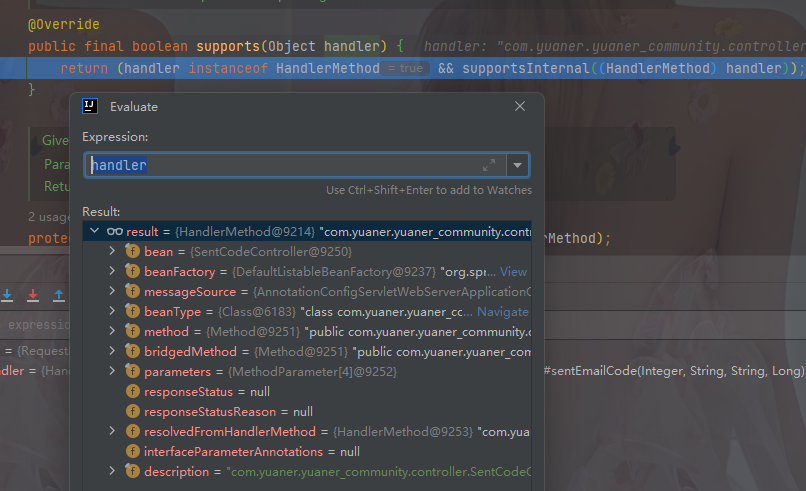 @Override
public final boolean supports(Object handler) { handler: "com.yuaner.yuaner_community.controller
return (handler instanceof HandlerMethod = true && supportsInternal((HandlerMethod) handler));
}
Evaluate
Give
Expression:
Para
handler
Retu
Use Ctrl+Shift+Enter to add to Watches
Result:
2 usage
result = {HandlerMethod@9214} "com.yuaner.yuaner_community.contr
prote
rMethod);
bean = {SentCodeController@9250}
beanFactory = {DefaultListableBeanFactory@9237} "org.spr... View
messageSource = {AnnotationConfigServletWebServerApplicationC
beanType = {Class@6183} "class com.yuaner.yuaner_cc... Navigate
expressio
method = {Method@9251} "public com.yuaner.yuaner_community.c
= {Request
bridgedMethod = {Method@9251} "public com.yuaner.yuaner_com
ndler = {Hand
parameters = {MethodParameter[4]@9252}
#sentEmailCode(Integer, String, String, Long)
responseStatus = null
responseStatusReason = null
resolvedFromHandlerMethod = {HandlerMethod@9253} "com.yua
interfaceParameterAnnotations = null
description = "com.yuaner.yuaner_community.controller.SentCodeC